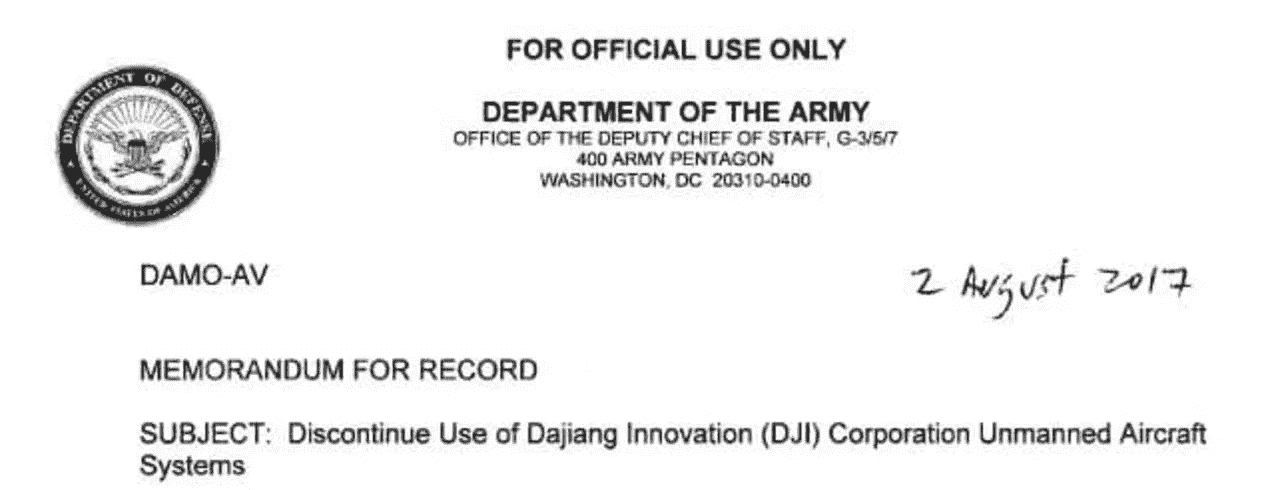 FOR OFFICIAL USE ONLY
DEPARTMENT OF DEFENSE
UNITED STATES OF AMERICA
DEPARTMENT OF THE ARMY
OFFICE OF THE DEPUTY CHIEF OF STAFF, G-3/5/7
400 ARMY PENTAGON
WASHINGTON, DC 20310-0400
DAMO-AV
2 August 2017
MEMORANDUM FOR RECORD
SUBJECT: Discontinue Use of Dajiang Innovation (DJI) Corporation Unmanned Aircraft
Systems